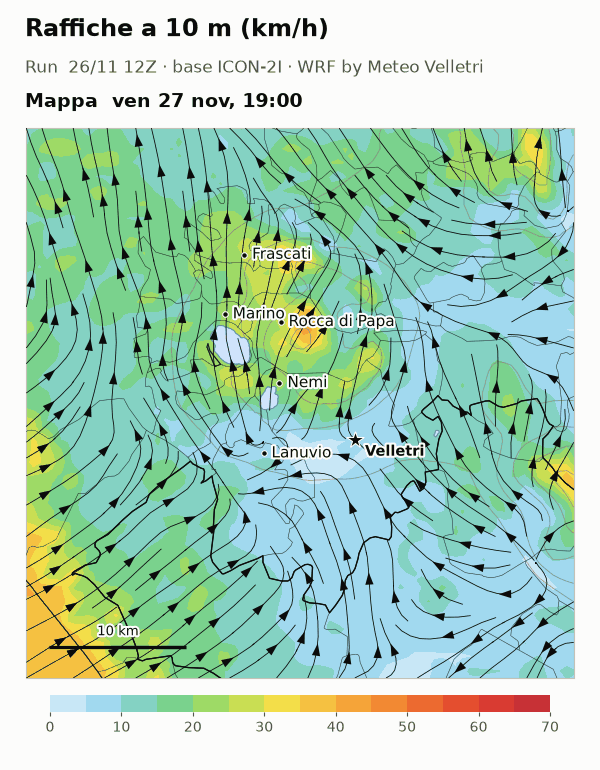 Raffiche a 10 m (km/h)
Run  26/11 12Z · base ICON-2I · WRF by Meteo Velletri
Mappa  ven 27 nov, 19:00
Frascati
Marino
Rocca di Papa
Nemi
Velletri
Lanuvio
10 km
0 10 20 30 40 50 60 70